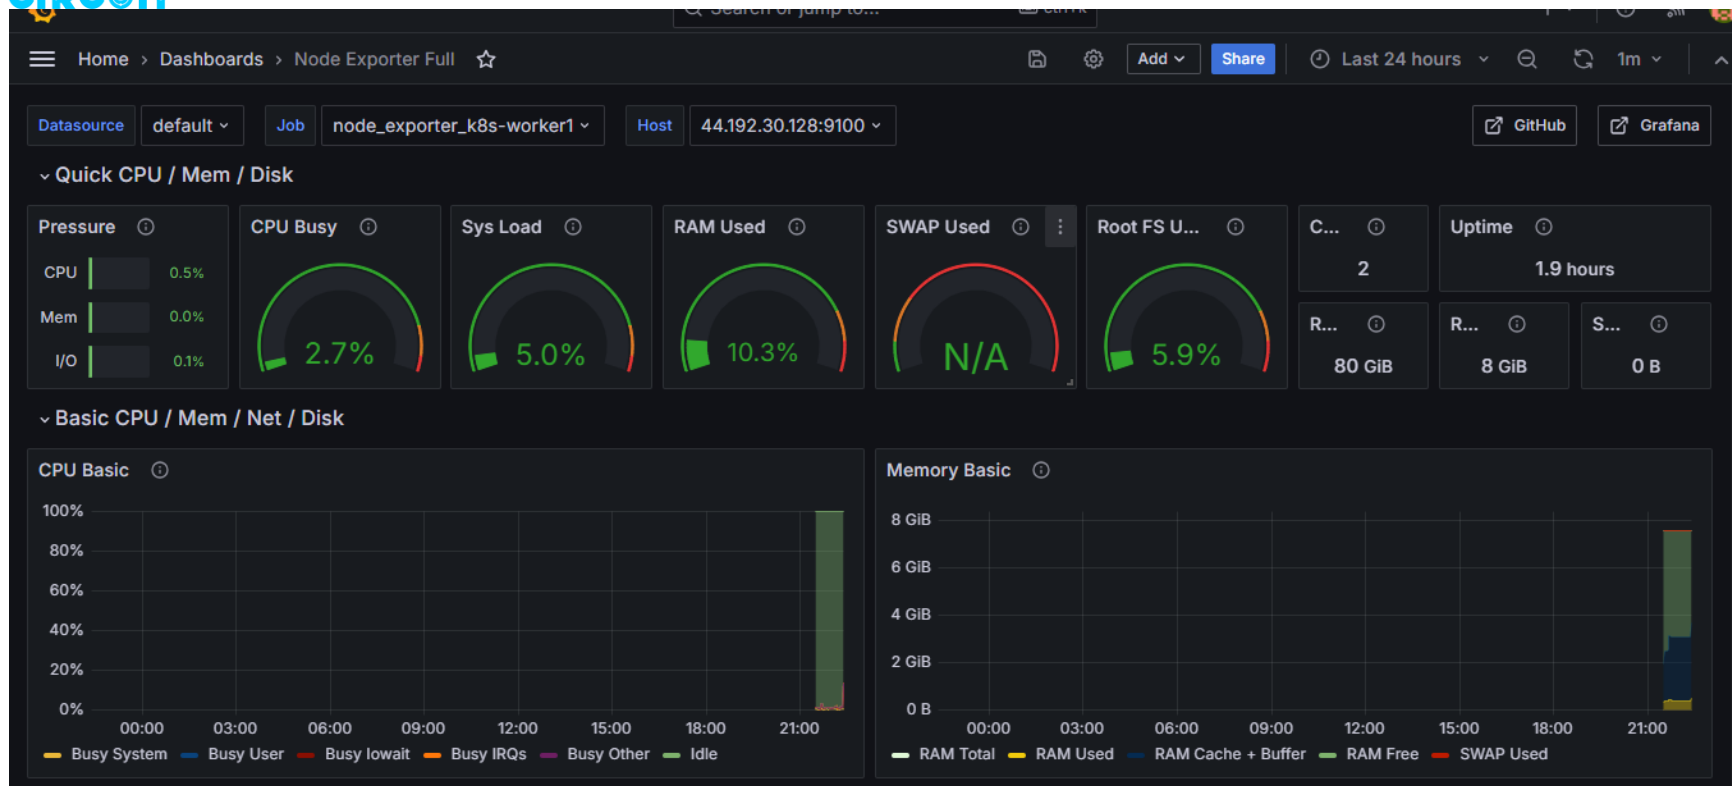 Home › Dashboards › Node Exporter Full
Add
Share
Last 24 hours
1m
Datasource default Job node_exporter_k8s-worker1 Host 44.192.30.128:9100
GitHub
Grafana
Quick CPU / Mem / Disk
Pressure
CPU 0.5%
Mem 0.0%
I/O 0.1%
CPU Busy
2.7%
Sys Load
5.0%
RAM Used
10.3%
SWAP Used
N/A
Root FS U...
5.9%
C...
2
Uptime
1.9 hours
R...
80 GiB
R...
8 GiB
S...
0 B
Basic CPU / Mem / Net / Disk
CPU Basic
100%
80%
60%
40%
20%
0%
00:00 03:00 06:00 09:00 12:00 15:00 18:00 21:00
Busy System Busy User Busy Iowait Busy IRQs Busy Other Idle
Memory Basic
8 GiB
6 GiB
4 GiB
2 GiB
0 B
00:00 03:00 06:00 09:00 12:00 15:00 18:00 21:00
RAM Total RAM Used RAM Cache + Buffer RAM Free SWAP Used